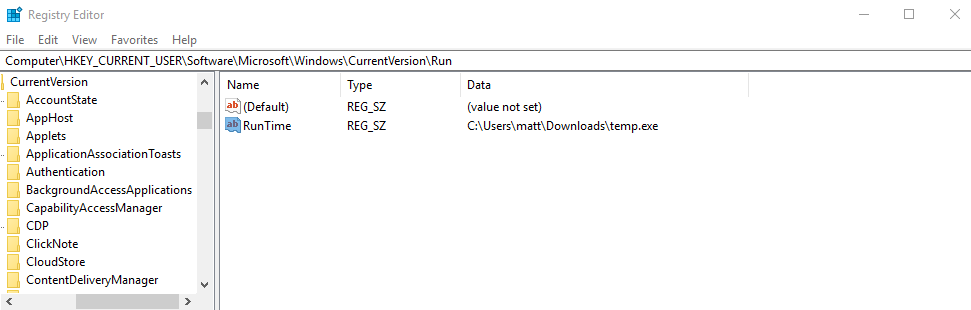 Registry Editor
File Edit View Favorites Help
Computer\HKEY_CURRENT_USER\Software\Microsoft\Windows\CurrentVersion\Run
CurrentVersion
AccountState
AppHost
Applets
ApplicationAssociationToasts
Authentication
BackgroundAccessApplications
CapabilityAccessManager
CDP
ClickNote
CloudStore
ContentDeliveryManager
Name Type Data
ab (Default) REG_SZ (value not set)
ab RunTime REG_SZ C:\Users\matt\Downloads\temp.exe